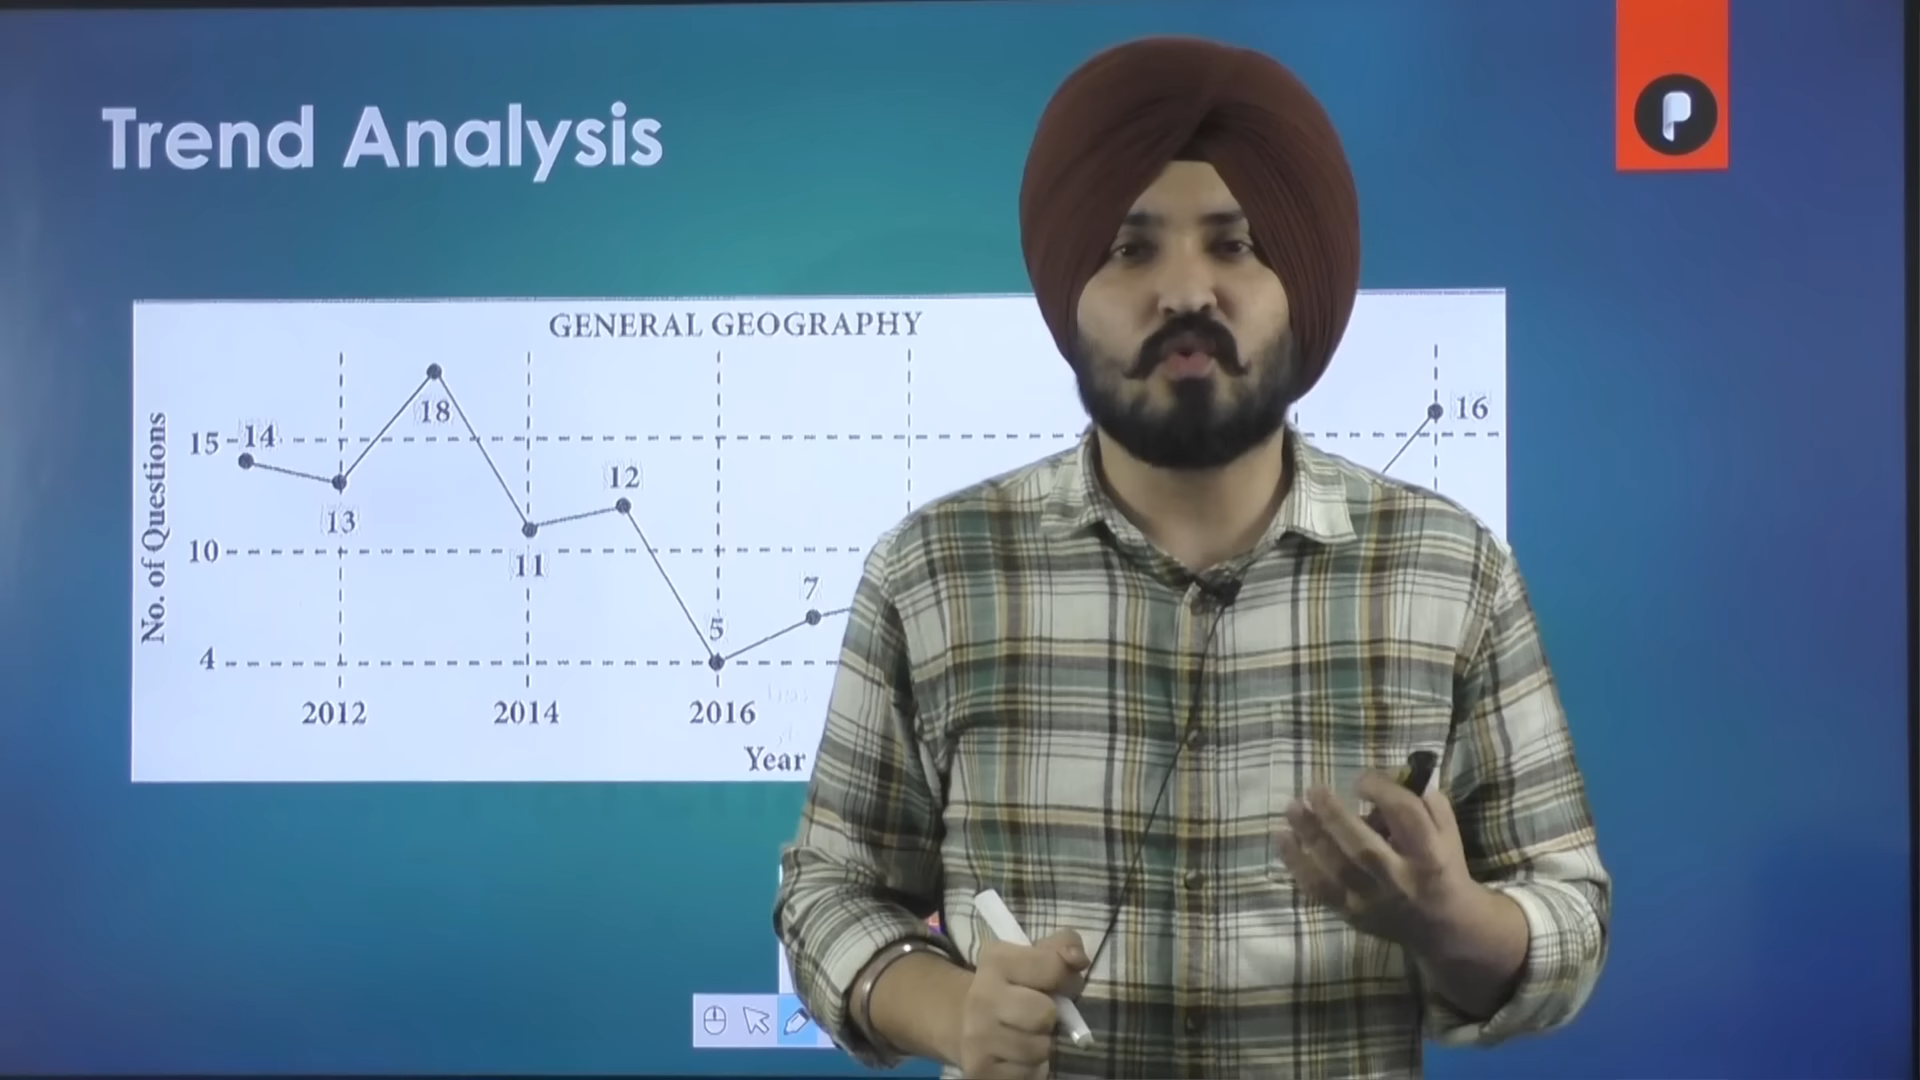 Trend Analysis
P
GENERAL GEOGRAPHY
No. of Questions
15
10
4
14
13
18
11
12
5
7
16
2012
2014
2016
Year